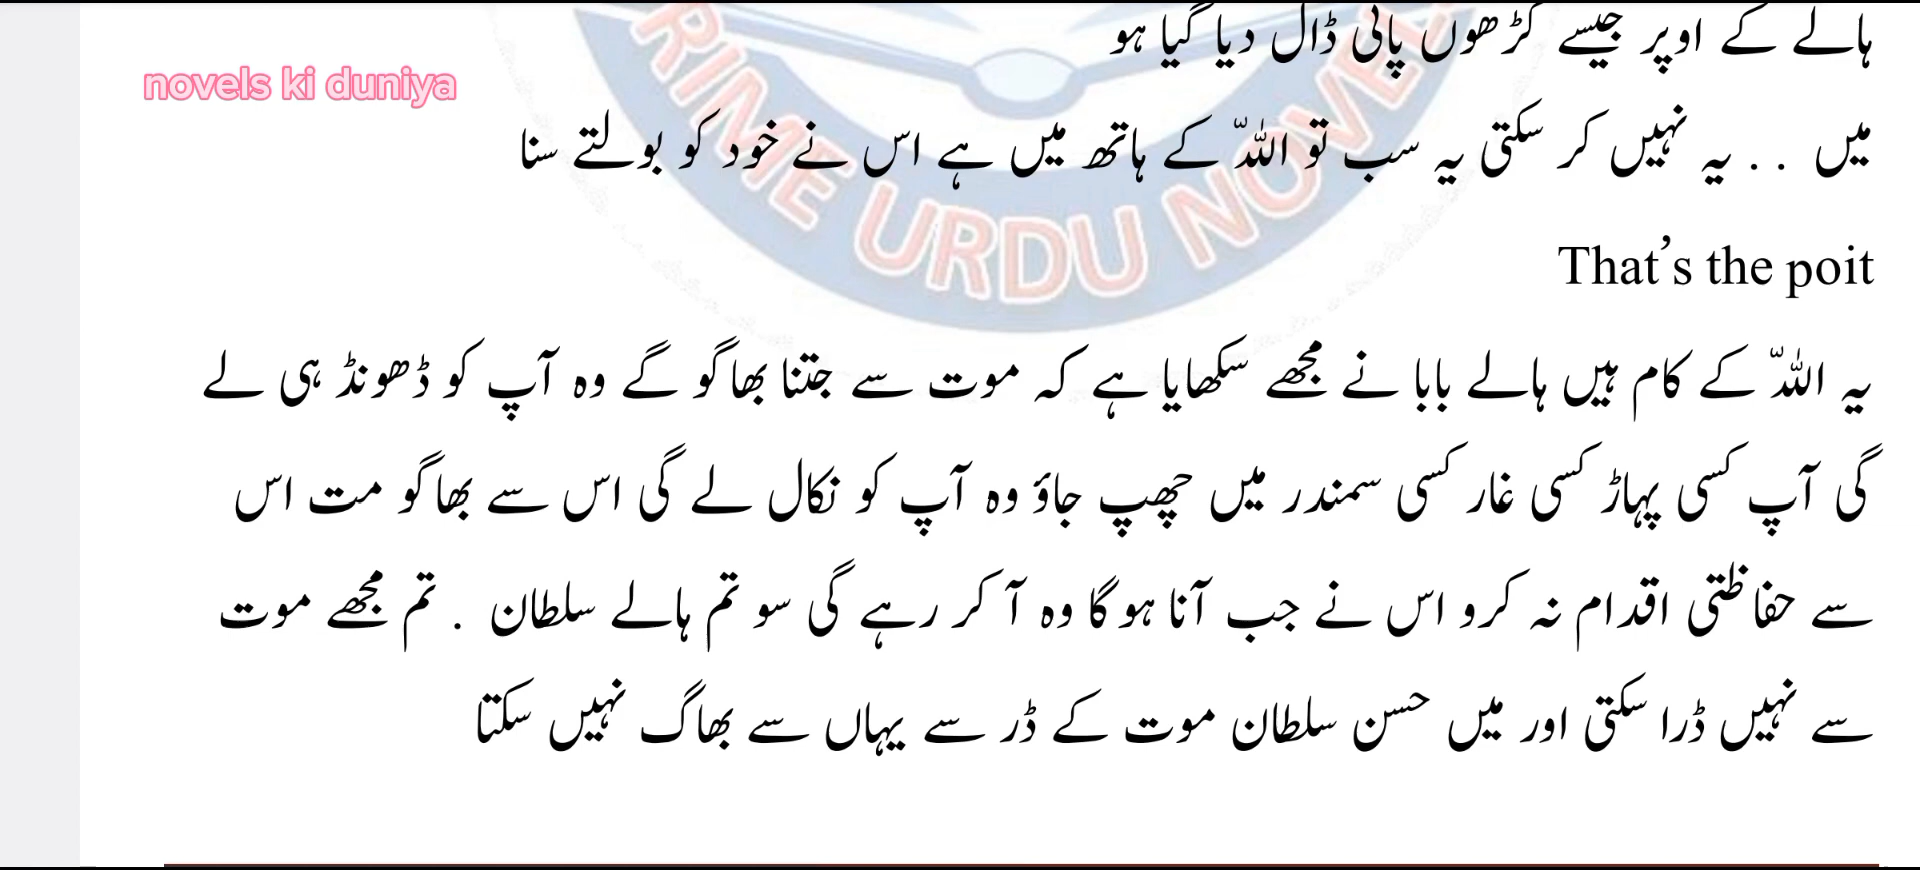 ہالے کے اوپر جیسے گڑھوں پانی ڈال دیا گیا ہو
novels ki duniya
میں . . یہ نہیں کر سکتی یہ سب تو اللہ کے ہاتھ میں ہے اس نے خود کو بولتے سنا
RIME URDU NOVEL
That’s the poit
یہ اللہ کے کام ہیں ہالے بابا نے مجھے سکھایا ہے کہ موت سے جتنا بھاگو گے وہ آپ کو ڈھونڈ ہی لے
گی آپ کسی پہاڑ کسی غار کسی سمندر میں چھپ جاؤ وہ آپ کو نکال لے گی اس سے بھاگو مت اس
سے حفاظتی اقدام نہ کرو اس نے جب آنا ہو گا وہ آ کر رہے گی سو تم ہالے سلطان . تم مجھے موت
سے نہیں ڈرا سکتی اور میں حسن سلطان موت کے ڈر سے یہاں سے بھاگ نہیں سکتا